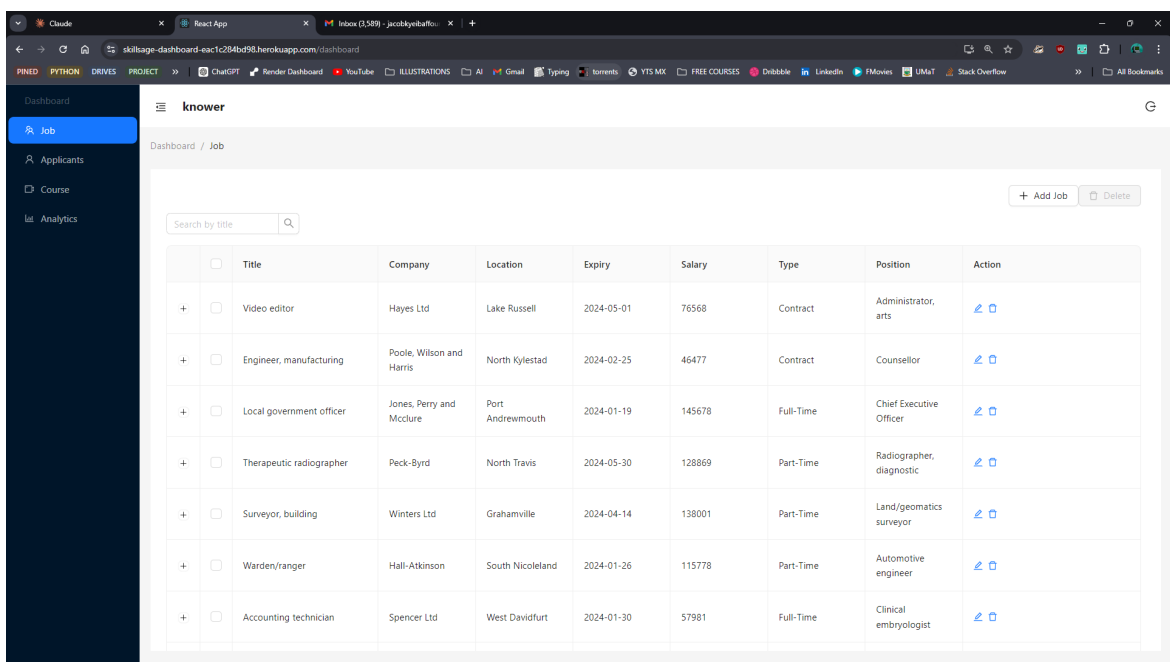 Claude
React App
Inbox (3,589) - jacobkyeibaffou
skillsage-dashboard-eac1c284bd98.herokuapp.com/dashboard
PINED PYTHON DRIVES PROJECT ChatGPT Render Dashboard YouTube ILLUSTRATIONS AI Gmail Typing torrents YTS MX FREE COURSES Dribbble LinkedIn FMovies UMaT Stack Overflow All Bookmarks
Dashboard
Job
Applicants
Course
Analytics
knower
Dashboard / Job
+ Add Job Delete
Search by title
Title Company Location Expiry Salary Type Position Action
+ Video editor Hayes Ltd Lake Russell 2024-05-01 76568 Contract Administrator,
arts
+ Engineer, manufacturing Poole, Wilson and
Harris North Kylestad 2024-02-25 46477 Contract Counsellor
+ Local government officer Jones, Perry and
Mcclure Port
Andrewmouth 2024-01-19 145678 Full-Time Chief Executive
Officer
+ Therapeutic radiographer Peck-Byrd North Travis 2024-05-30 128869 Part-Time Radiographer,
diagnostic
+ Surveyor, building Winters Ltd Grahamville 2024-04-14 138001 Part-Time Land/geomatics
surveyor
+ Warden/ranger Hall-Atkinson South Nicoleland 2024-01-26 115778 Part-Time Automotive
engineer
+ Accounting technician Spencer Ltd West Davidfurt 2024-01-30 57981 Full-Time Clinical
embryologist